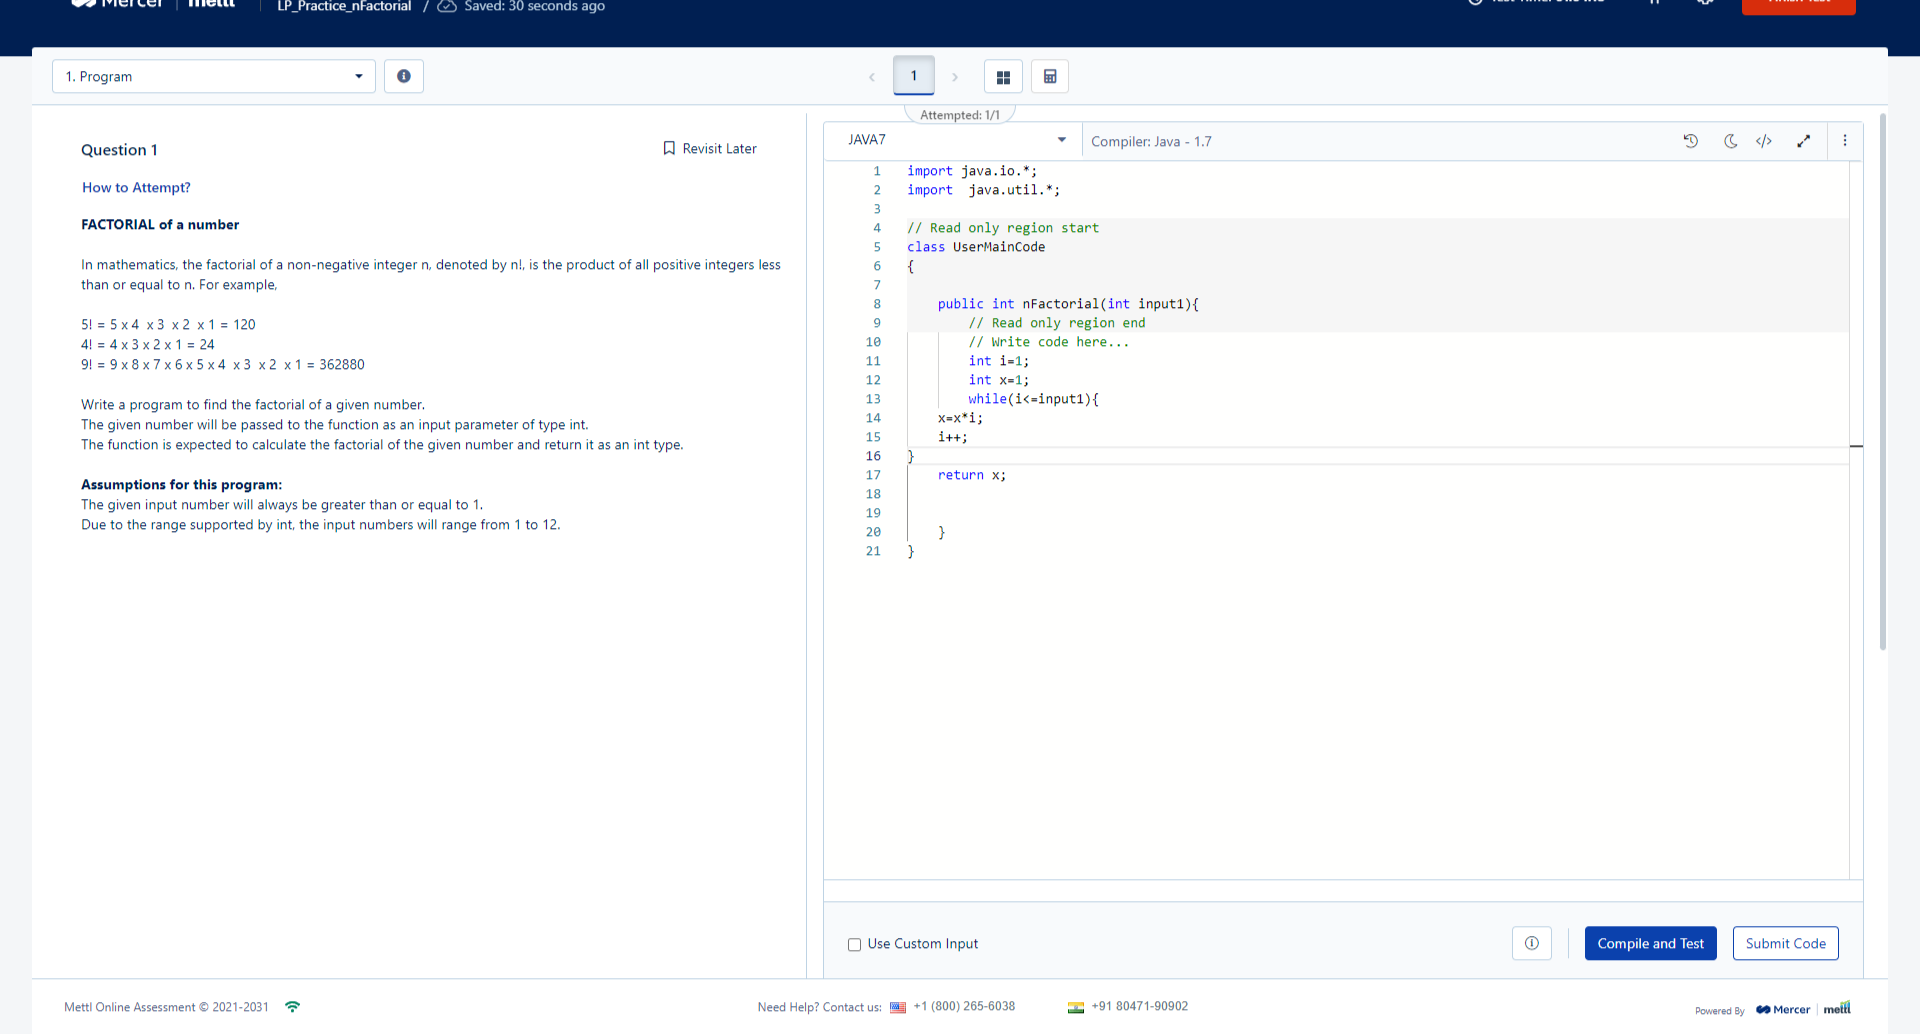 Mercer | mettl
LP_Practice_nFactorial / Saved: 30 seconds ago
1. Program
1
Attempted: 1/1
Question 1
Revisit Later
How to Attempt?
FACTORIAL of a number
In mathematics, the factorial of a non-negative integer n, denoted by n!, is the product of all positive integers less
than or equal to n. For example,
5! = 5 x 4 x 3 x 2 x 1 = 120
4! = 4 x 3 x 2 x 1 = 24
9! = 9 x 8 x 7 x 6 x 5 x 4 x 3 x 2 x 1 = 362880
Write a program to find the factorial of a given number.
The given number will be passed to the function as an input parameter of type int.
The function is expected to calculate the factorial of the given number and return it as an int type.
Assumptions for this program:
The given input number will always be greater than or equal to 1.
Due to the range supported by int, the input numbers will range from 1 to 12.
JAVA7
Compiler: Java - 1.7
1 import java.io.*;
2 import  java.util.*;
3
4 // Read only region start
5 class UserMainCode
6 {
7
8     public int nFactorial(int input1){
9         // Read only region end
10         // Write code here...
11         int i=1;
12         int x=1;
13         while(i<=input1){
14     x=x*i;
15     i++;
16 }
17     return x;
18
19
20     }
21 }
Use Custom Input
Compile and Test
Submit Code
Mettl Online Assessment © 2021-2031
Need Help? Contact us: +1 (800) 265-6038
+91 80471-90902
Powered By Mercer | mettl